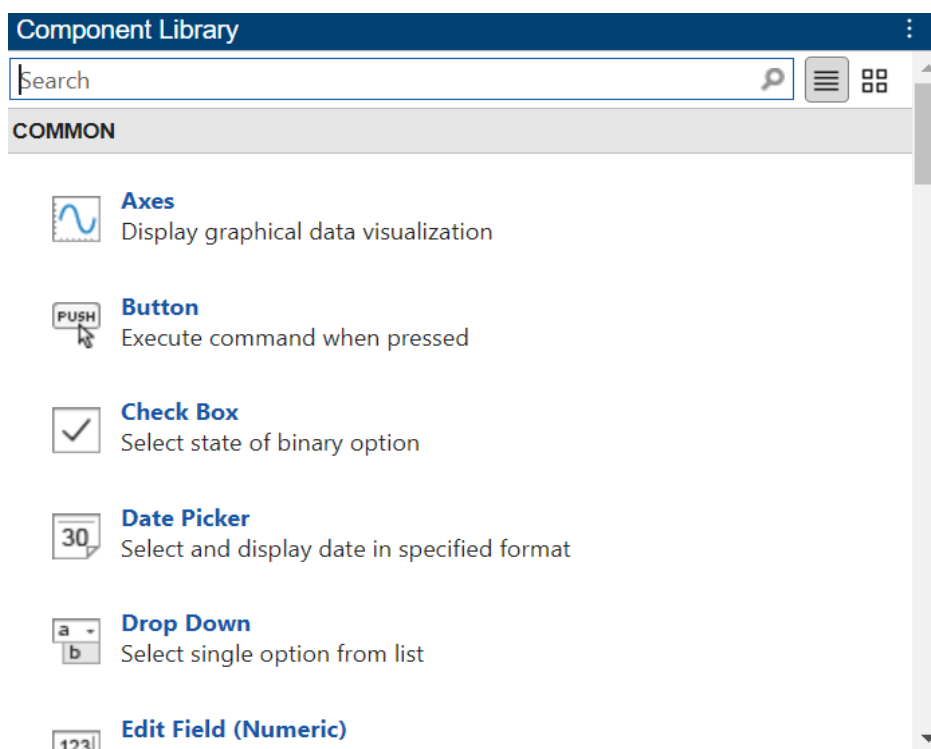 Component Library
Search
COMMON
Axes
Display graphical data visualization
PUSH
Button
Execute command when pressed
Check Box
Select state of binary option
30
Date Picker
Select and display date in specified format
a
b
Drop Down
Select single option from list
123
Edit Field (Numeric)